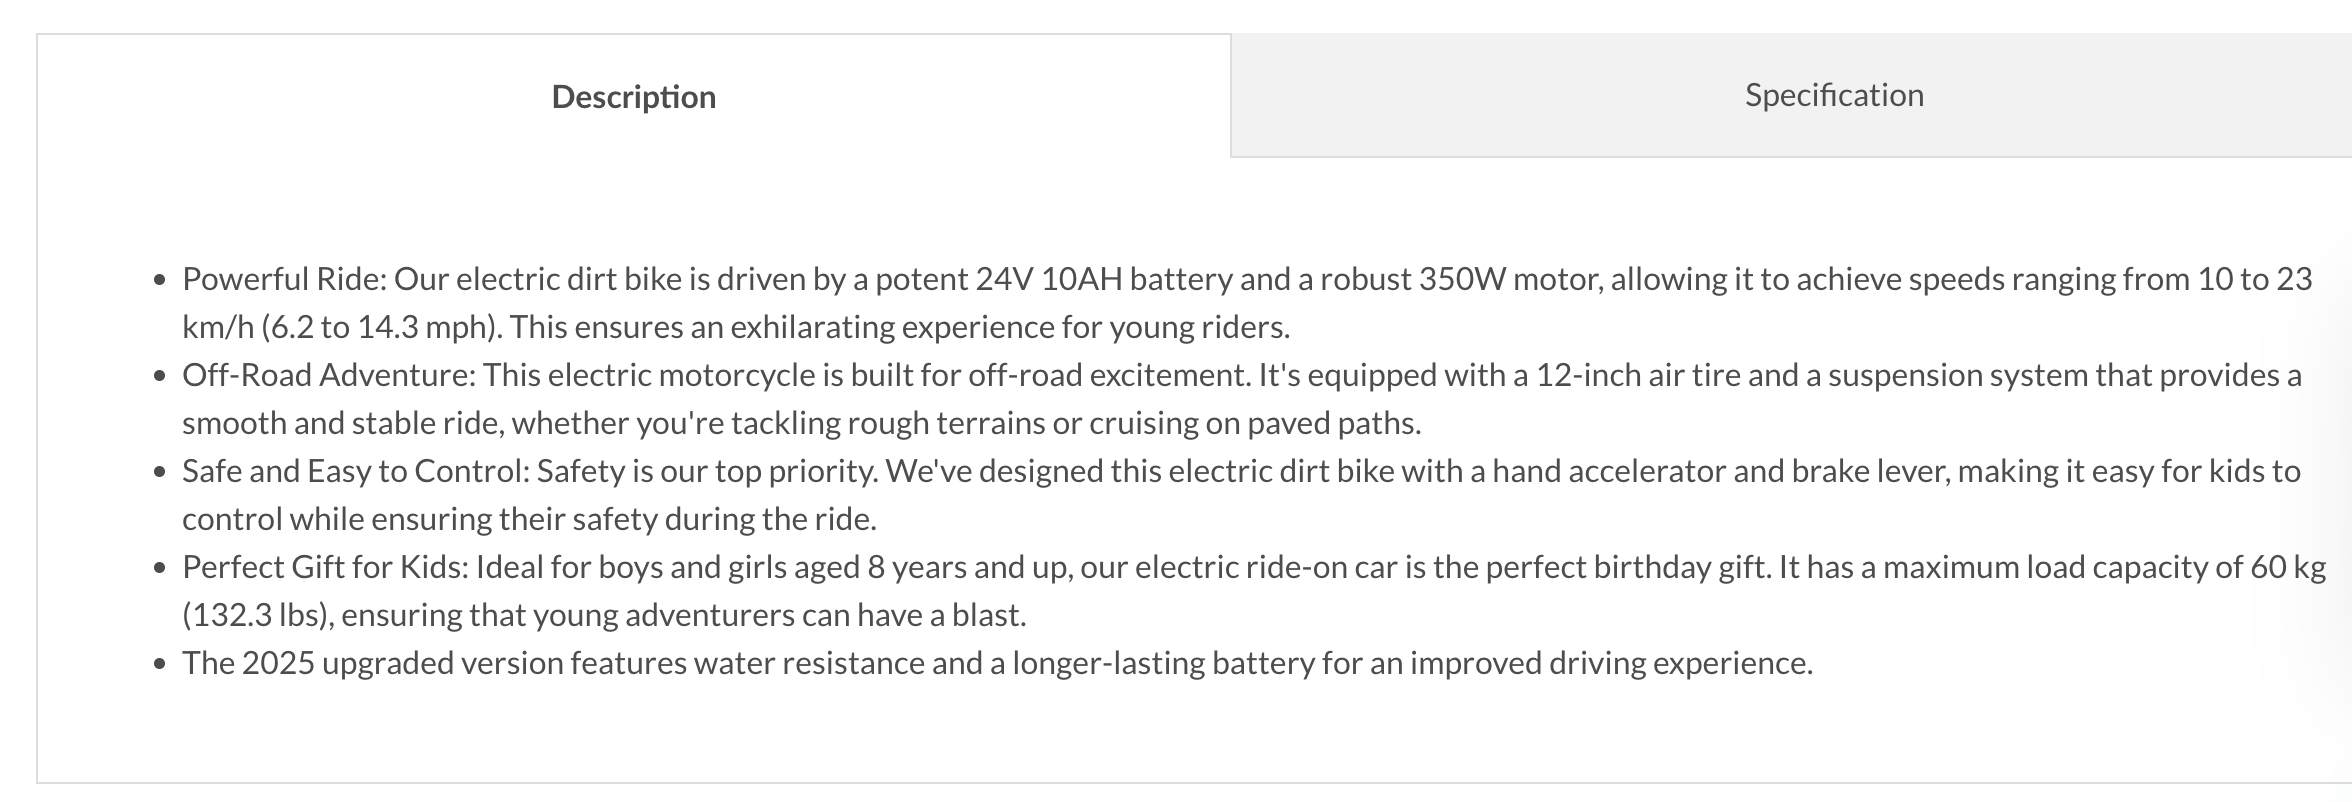 Description
Specification
• Powerful Ride: Our electric dirt bike is driven by a potent 24V 10AH battery and a robust 350W motor, allowing it to achieve speeds ranging from 10 to 23
km/h (6.2 to 14.3 mph). This ensures an exhilarating experience for young riders.
• Off-Road Adventure: This electric motorcycle is built for off-road excitement. It's equipped with a 12-inch air tire and a suspension system that provides a
smooth and stable ride, whether you're tackling rough terrains or cruising on paved paths.
• Safe and Easy to Control: Safety is our top priority. We've designed this electric dirt bike with a hand accelerator and brake lever, making it easy for kids to
control while ensuring their safety during the ride.
• Perfect Gift for Kids: Ideal for boys and girls aged 8 years and up, our electric ride-on car is the perfect birthday gift. It has a maximum load capacity of 60 kg
(132.3 lbs), ensuring that young adventurers can have a blast.
• The 2025 upgraded version features water resistance and a longer-lasting battery for an improved driving experience.